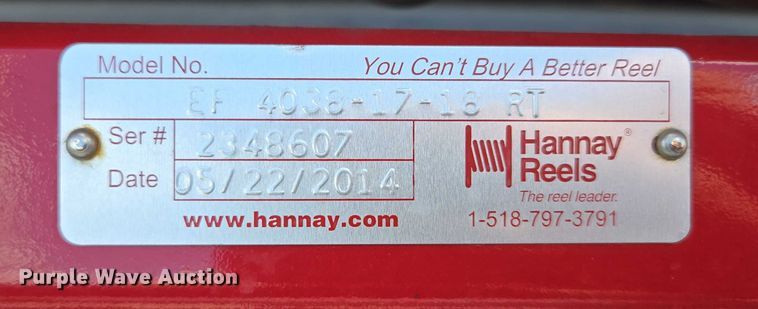 Model No. You Can't Buy A Better Reel
EF 4038-17-18 RT
Ser # 2348607
Date 05/22/2014
Hannay®
Reels
The reel leader.
www.hannay.com 1-518-797-3791
Purple Wave Auction